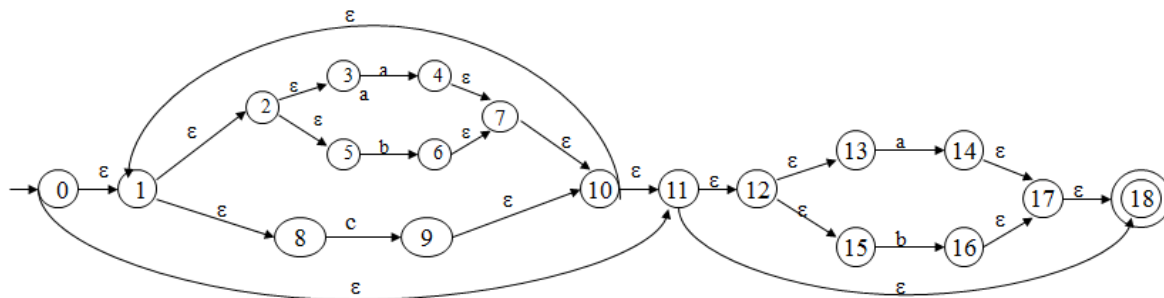 ε
ε 3 a 4 ε
a
2 7
ε ε ε ε
5 b 6
0 ε 1 10 ε 11 ε 12
ε 13 a 14 ε
17 ε 18
ε 8 c 9 ε
ε 15 b 16 ε
ε ε